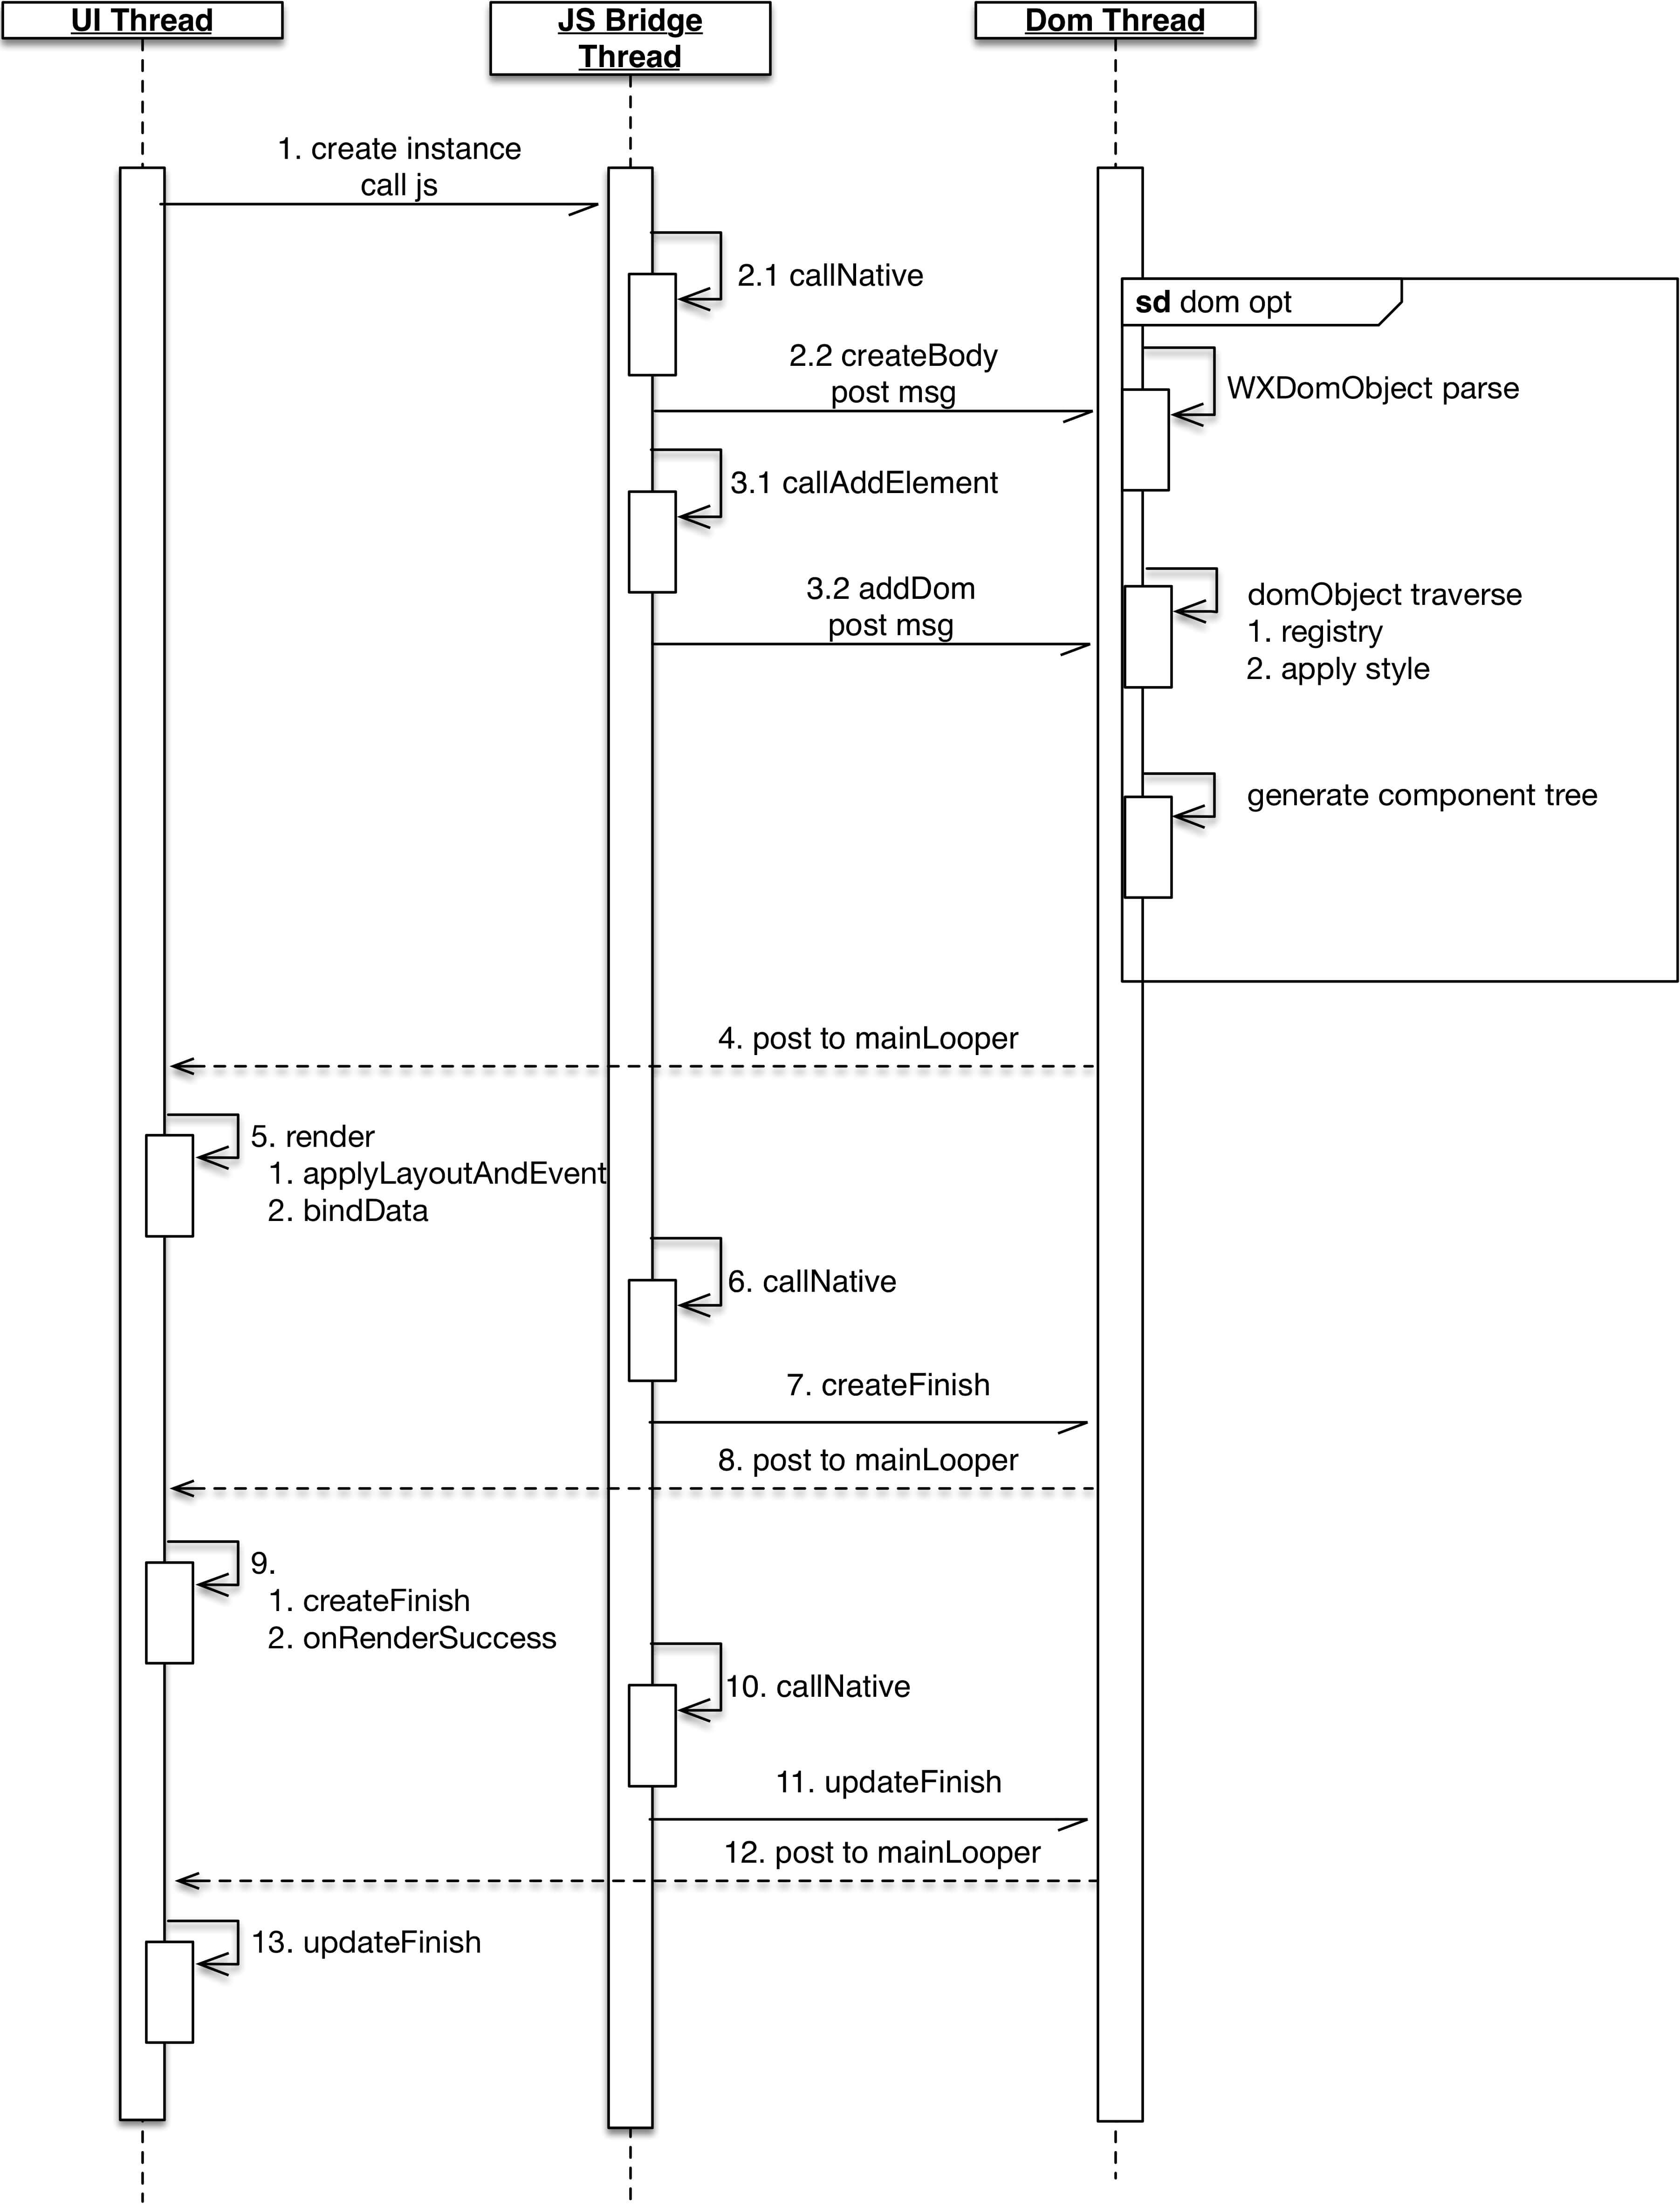 UI Thread
JS Bridge
Thread
Dom Thread
1. create instance
call js
2.1 callNative
sd dom opt
2.2 createBody
post msg
WXDomObject parse
3.1 callAddElement
3.2 addDom
post msg
domObject traverse
1. registry
2. apply style
generate component tree
4. post to mainLooper
5. render
1. applyLayoutAndEvent
2. bindData
6. callNative
7. createFinish
8. post to mainLooper
9.
1. createFinish
2. onRenderSuccess
10. callNative
11. updateFinish
12. post to mainLooper
13. updateFinish